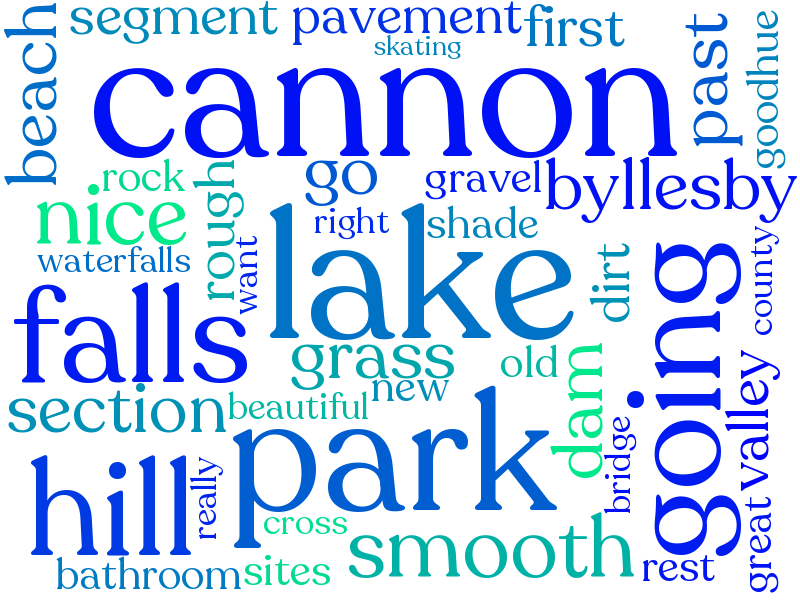 beach
segment
pavement
first
skating
past
goodhue
cannon
rock
rough
go
gravel
byllesby
nice
right
shade
want
waterfalls
lake
dirt
going
county
falls
grass
old
new
dam
valley
section
beautiful
park
bridge
hill
really
cross
smooth
great
bathroom
sites
rest